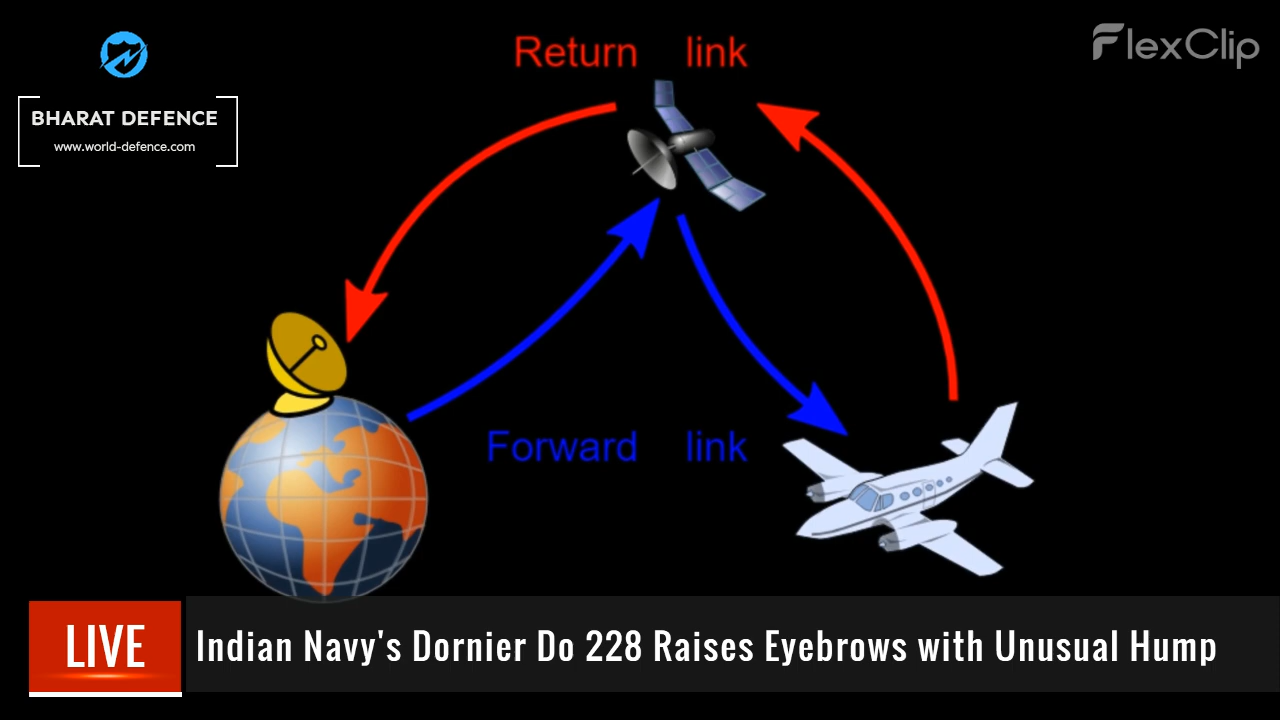 Return link
FlexClip
BHARAT DEFENCE
www.world-defence.com
Forward link
LIVE
Indian Navy's Dornier Do 228 Raises Eyebrows with Unusual Hump